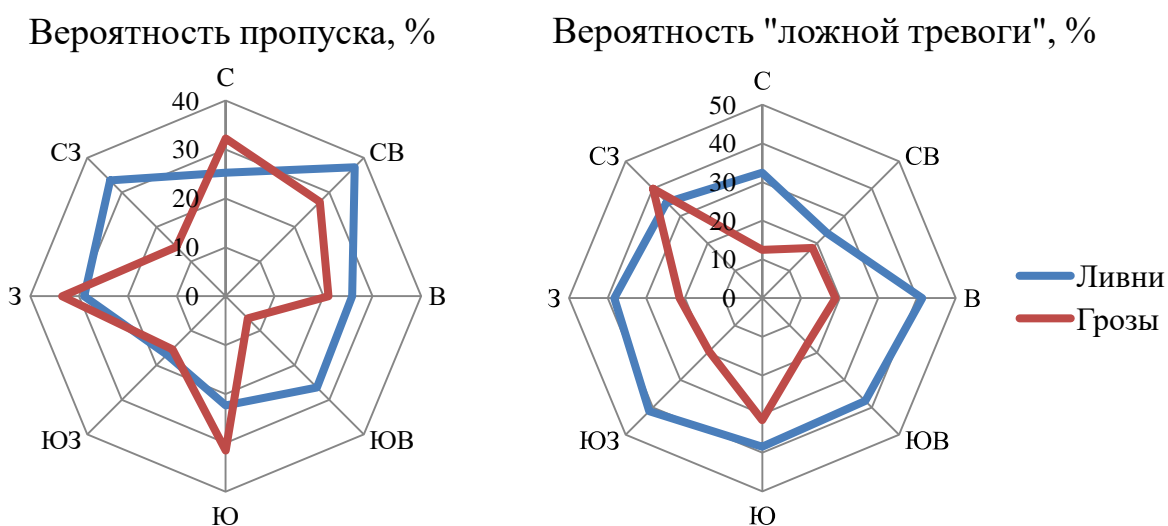 Вероятность пропуска, %
С
40
СЗ
30
СВ
20
10
З
0
В
ЮЗ
ЮВ
Ю
Вероятность "ложной тревоги", %
С
50
СЗ
40
СВ
30
20
10
З
0
В
ЮЗ
ЮВ
Ю
Ливни
Грозы